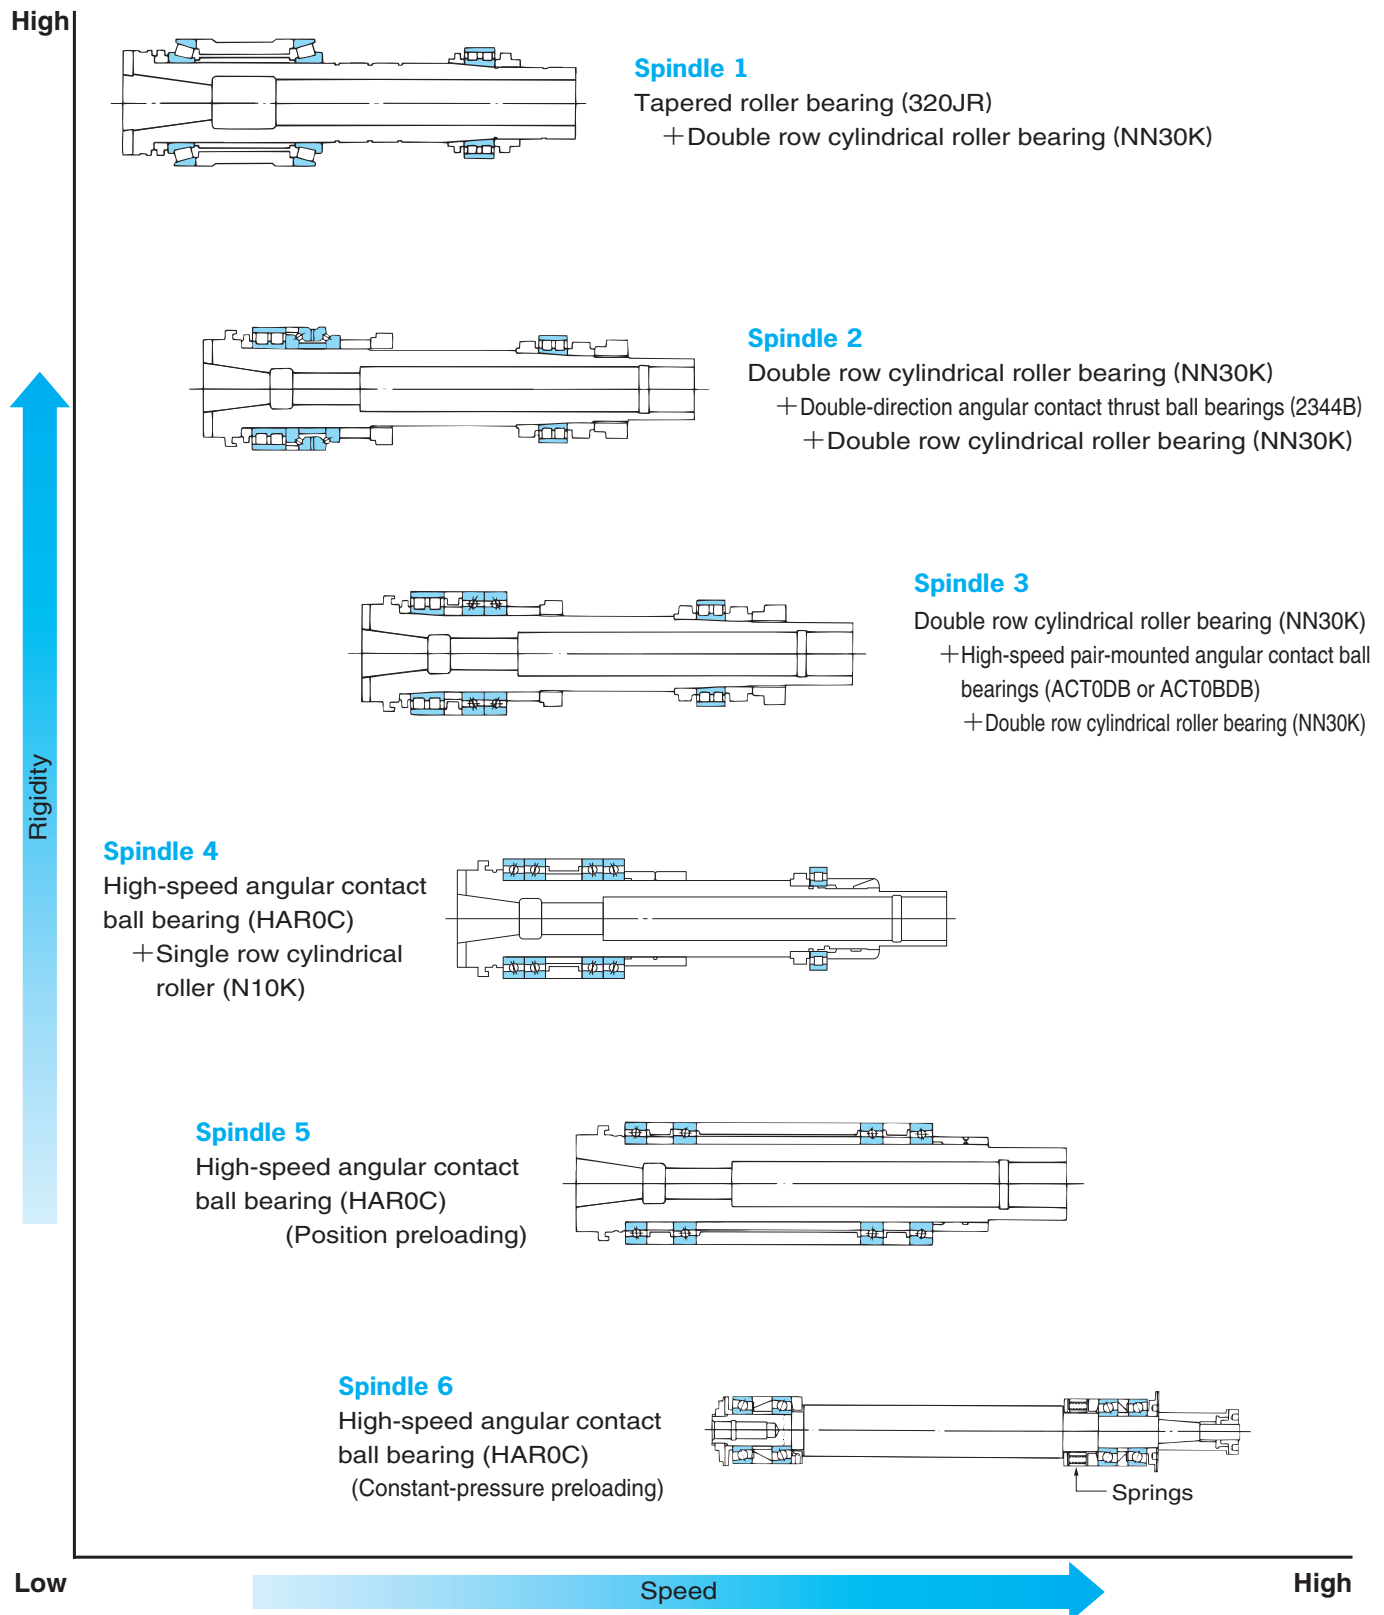 High
Spindle 1
Tapered roller bearing (320JR)
+Double row cylindrical roller bearing (NN30K)
Spindle 2
Double row cylindrical roller bearing (NN30K)
+Double-direction angular contact thrust ball bearings (2344B)
+Double row cylindrical roller bearing (NN30K)
Spindle 3
Double row cylindrical roller bearing (NN30K)
+High-speed pair-mounted angular contact ball
bearings (ACT0DB or ACT0BDB)
+Double row cylindrical roller bearing (NN30K)
Rigidity
Spindle 4
High-speed angular contact
ball bearing (HAR0C)
+Single row cylindrical
roller (N10K)
Spindle 5
High-speed angular contact
ball bearing (HAR0C)
(Position preloading)
Spindle 6
High-speed angular contact
ball bearing (HAR0C)
(Constant-pressure preloading)
Springs
Low
Speed
High